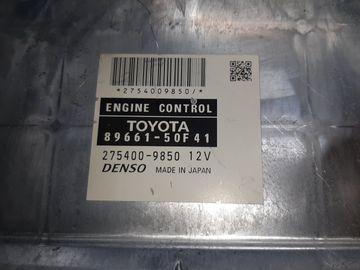 *2754009850/*
ENGINE CONTROL
TOYOTA
89661-50F41
275400-9850 12V
DENSO MADE IN JAPAN